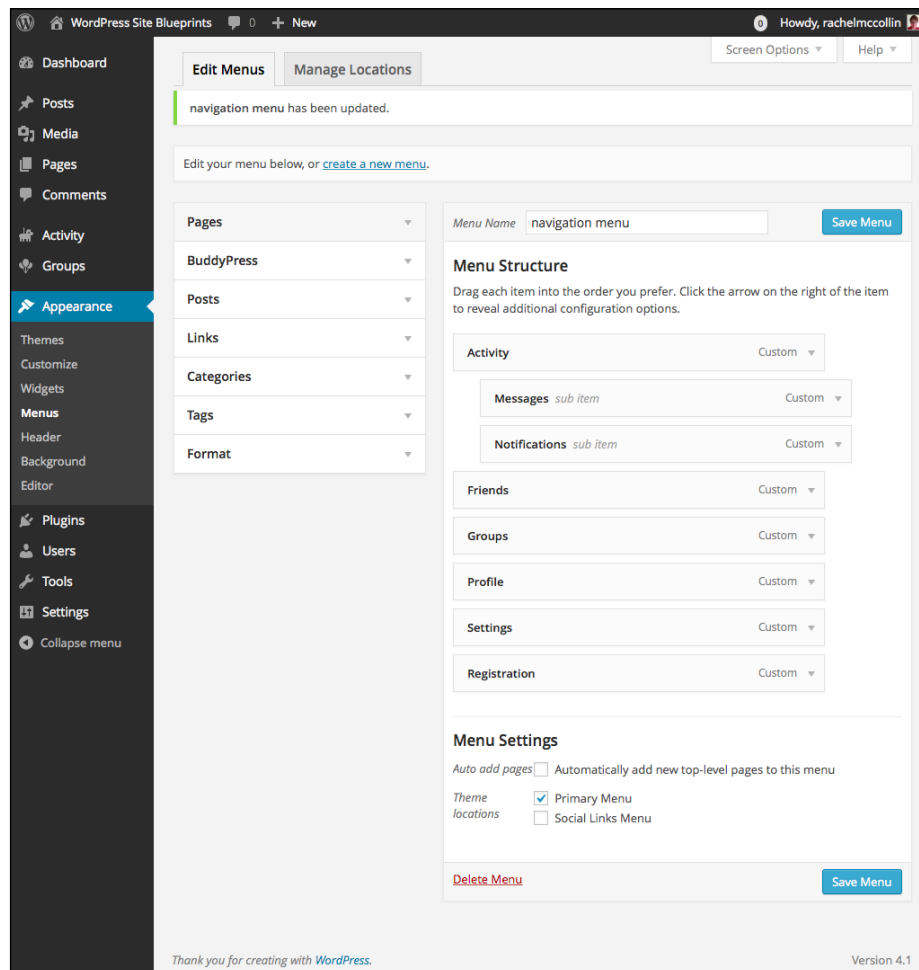 WordPress Site Blueprints 0 + New 0 Howdy, rachelmccollin
Screen Options Help
Dashboard
Posts
Media
Pages
Comments
Activity
Groups
Appearance
Themes
Customize
Widgets
Menus
Header
Background
Editor
Plugins
Users
Tools
Settings
Collapse menu
Edit Menus Manage Locations
navigation menu has been updated.
Edit your menu below, or create a new menu.
Pages
BuddyPress
Posts
Links
Categories
Tags
Format
Menu Name navigation menu Save Menu
Menu Structure
Drag each item into the order you prefer. Click the arrow on the right of the item
to reveal additional configuration options.
Activity Custom
Messages sub item Custom
Notifications sub item Custom
Friends Custom
Groups Custom
Profile Custom
Settings Custom
Registration Custom
Menu Settings
Auto add pages Automatically add new top-level pages to this menu
Theme
locations
Primary Menu
Social Links Menu
Delete Menu Save Menu
Thank you for creating with WordPress. Version 4.1